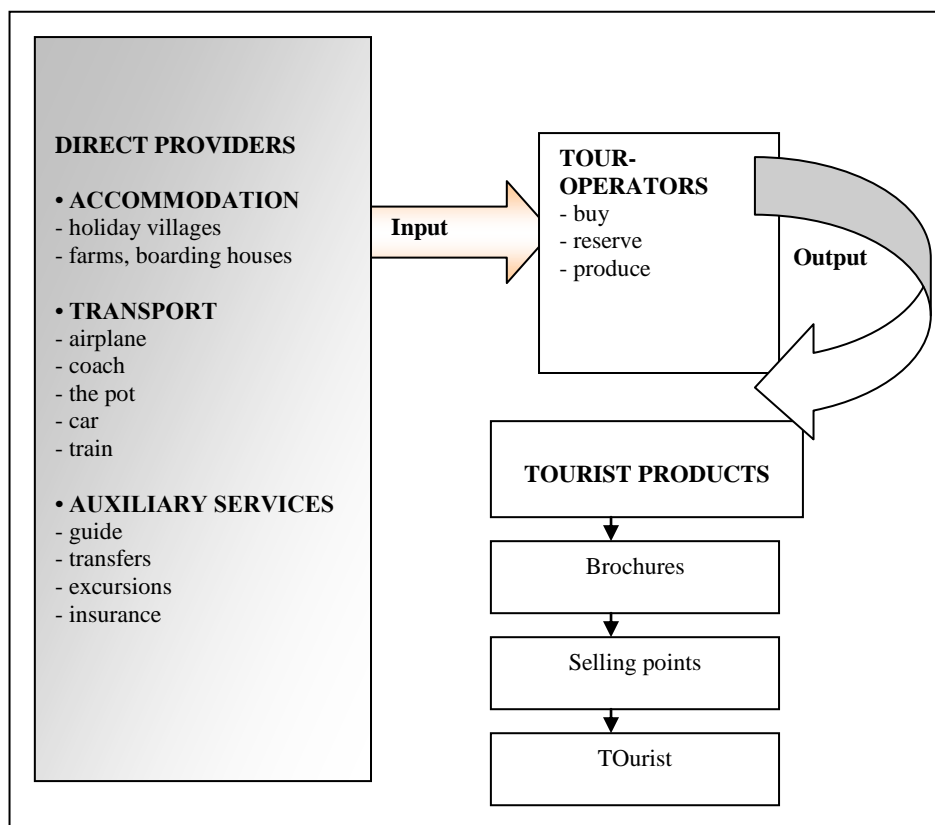 DIRECT PROVIDERS
• ACCOMMODATION
- holiday villages
- farms, boarding houses
• TRANSPORT
- airplane
- coach
- the pot
- car
- train
• AUXILIARY SERVICES
- guide
- transfers
- excursions
- insurance
Input
TOUR-
OPERATORS
- buy
- reserve
- produce
Output
TOURIST PRODUCTS
Brochures
Selling points
TOurist